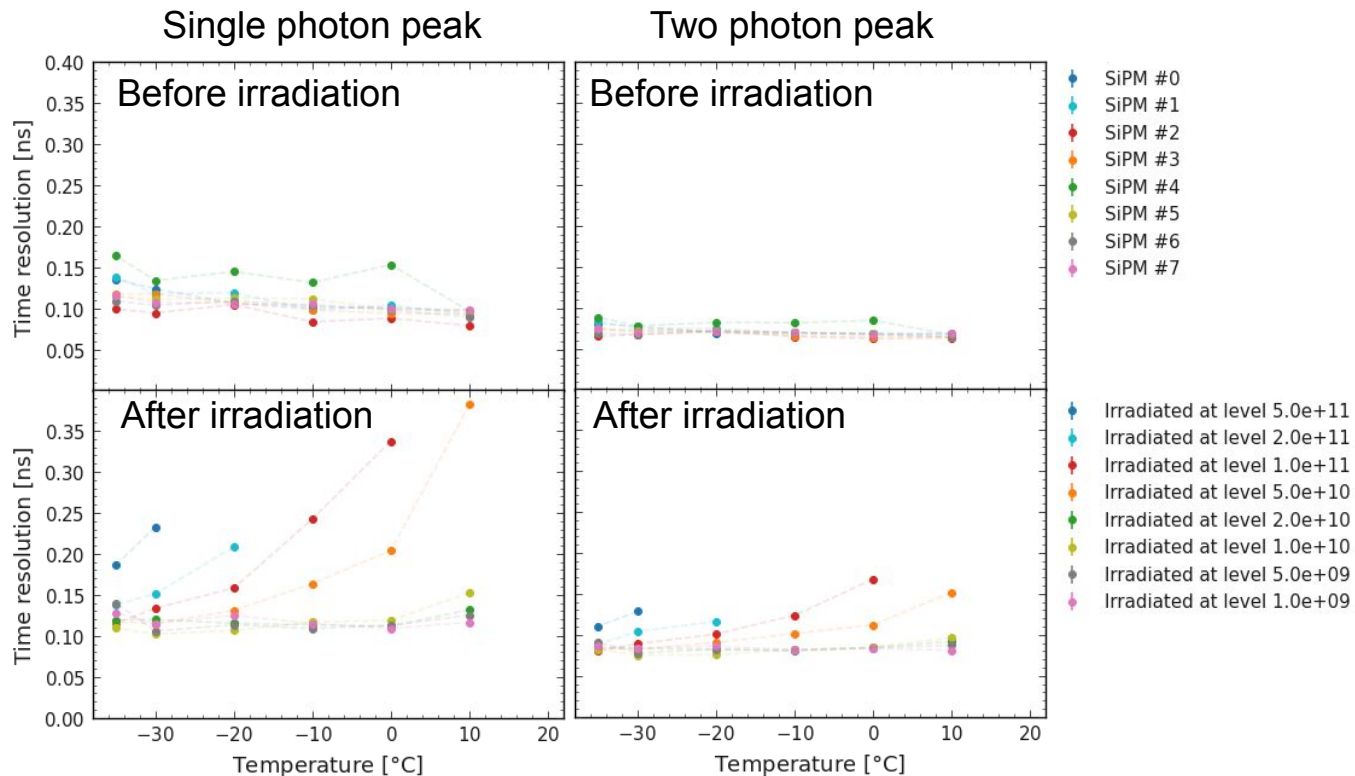 Single photon peak
Two photon peak
Before irradiation
Before irradiation
Time resolution [ns]
0.40
0.35
0.30
0.25
0.20
0.15
0.10
0.05
SiPM #0
SiPM #1
SiPM #2
SiPM #3
SiPM #4
SiPM #5
SiPM #6
SiPM #7
After irradiation
After irradiation
Time resolution [ns]
0.35
0.30
0.25
0.20
0.15
0.10
0.05
0.00
Irradiated at level 5.0e+11
Irradiated at level 2.0e+11
Irradiated at level 1.0e+11
Irradiated at level 5.0e+10
Irradiated at level 2.0e+10
Irradiated at level 1.0e+10
Irradiated at level 5.0e+09
Irradiated at level 1.0e+09
−30 −20 −10 0 10 20
−30 −20 −10 0 10 20
Temperature [°C]
Temperature [°C]